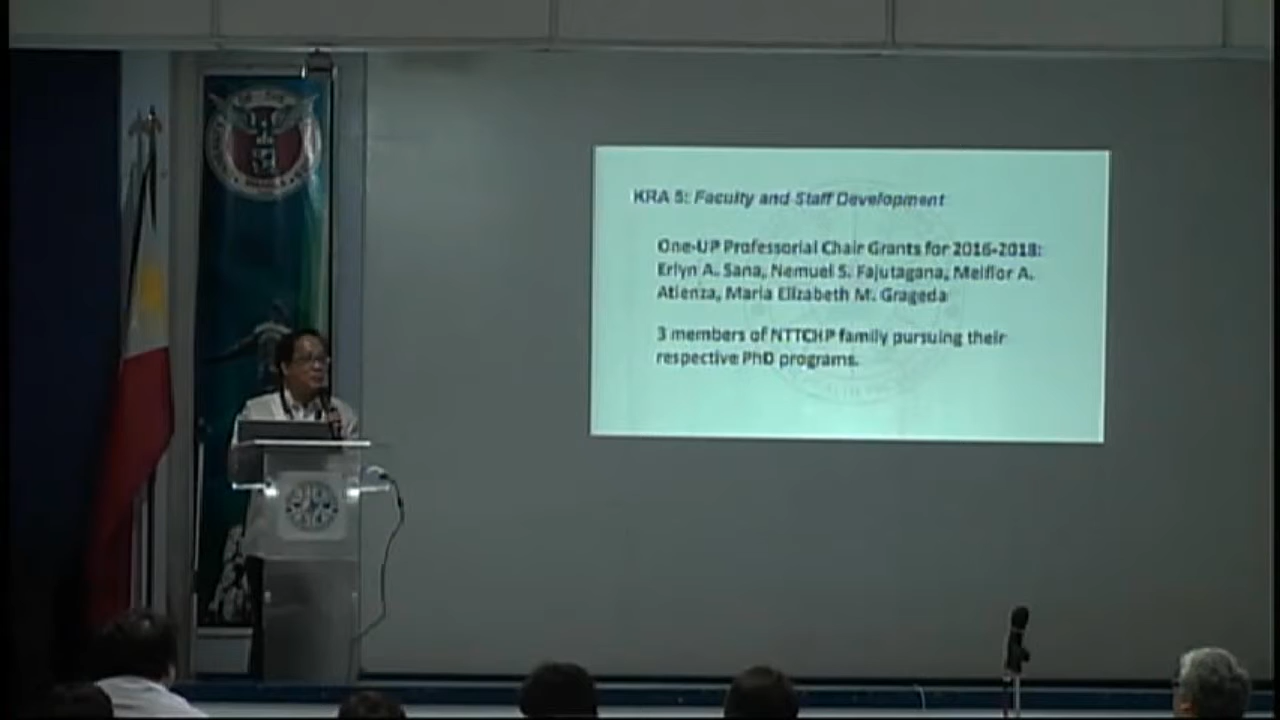 KRA 5: Faculty and Staff Development
One-UP Professorial Chair Grants for 2016-2018:
Erlyn A. Sana, Nemuel S. Fajutagana, Melflor A.
Atienza, Maria Elizabeth M. Grageda
3 members of NTTCHP family pursuing their
respective PhD programs.